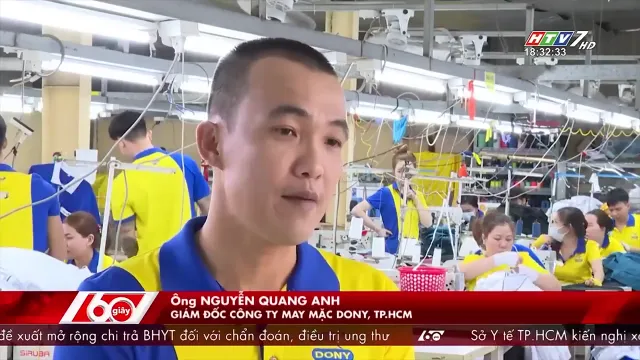 HTV7 HD
18:32:33
Ông NGUYỄN QUANG ANH
GIÁM ĐỐC CÔNG TY MAY MẶC DONY, TP.HCM
60 giây
đề xuất mở rộng chi trả BHYT đối với chẩn đoán, điều trị ung thư 60 Sở Y tế TP.HCM kiến nghị x
SIRUBA
DONY